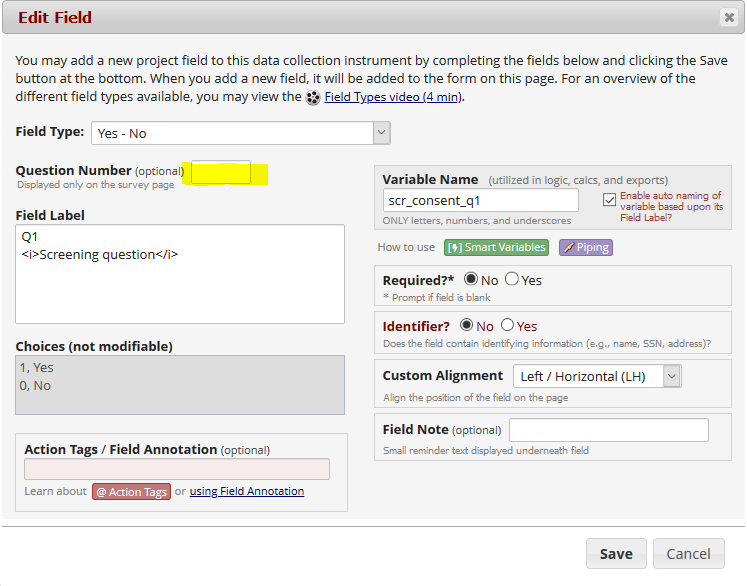 Edit Field
You may add a new project field to this data collection instrument by completing the fields below and clicking the Save
button at the bottom. When you add a new field, it will be added to the form on this page. For an overview of the
different field types available, you may view the Field Types video (4 min).
Field Type: Yes - No
Question Number (optional)
Displayed only on the survey page
Field Label
Q1
<i>Screening question</i>
Choices (not modifiable)
1, Yes
0, No
Action Tags / Field Annotation (optional)
Learn about @ Action Tags or using Field Annotation
Variable Name (utilized in logic, calcs, and exports)
scr_consent_q1
ONLY letters, numbers, and underscores
Enable auto naming of
variable based upon its
Field Label?
How to use Smart Variables Piping
Required?* No Yes
* Prompt if field is blank
Identifier? No Yes
Does the field contain identifying information (e.g., name, SSN, address)?
Custom Alignment Left / Horizontal (LH)
Align the position of the field on the page
Field Note (optional)
Small reminder text displayed underneath field
Save Cancel